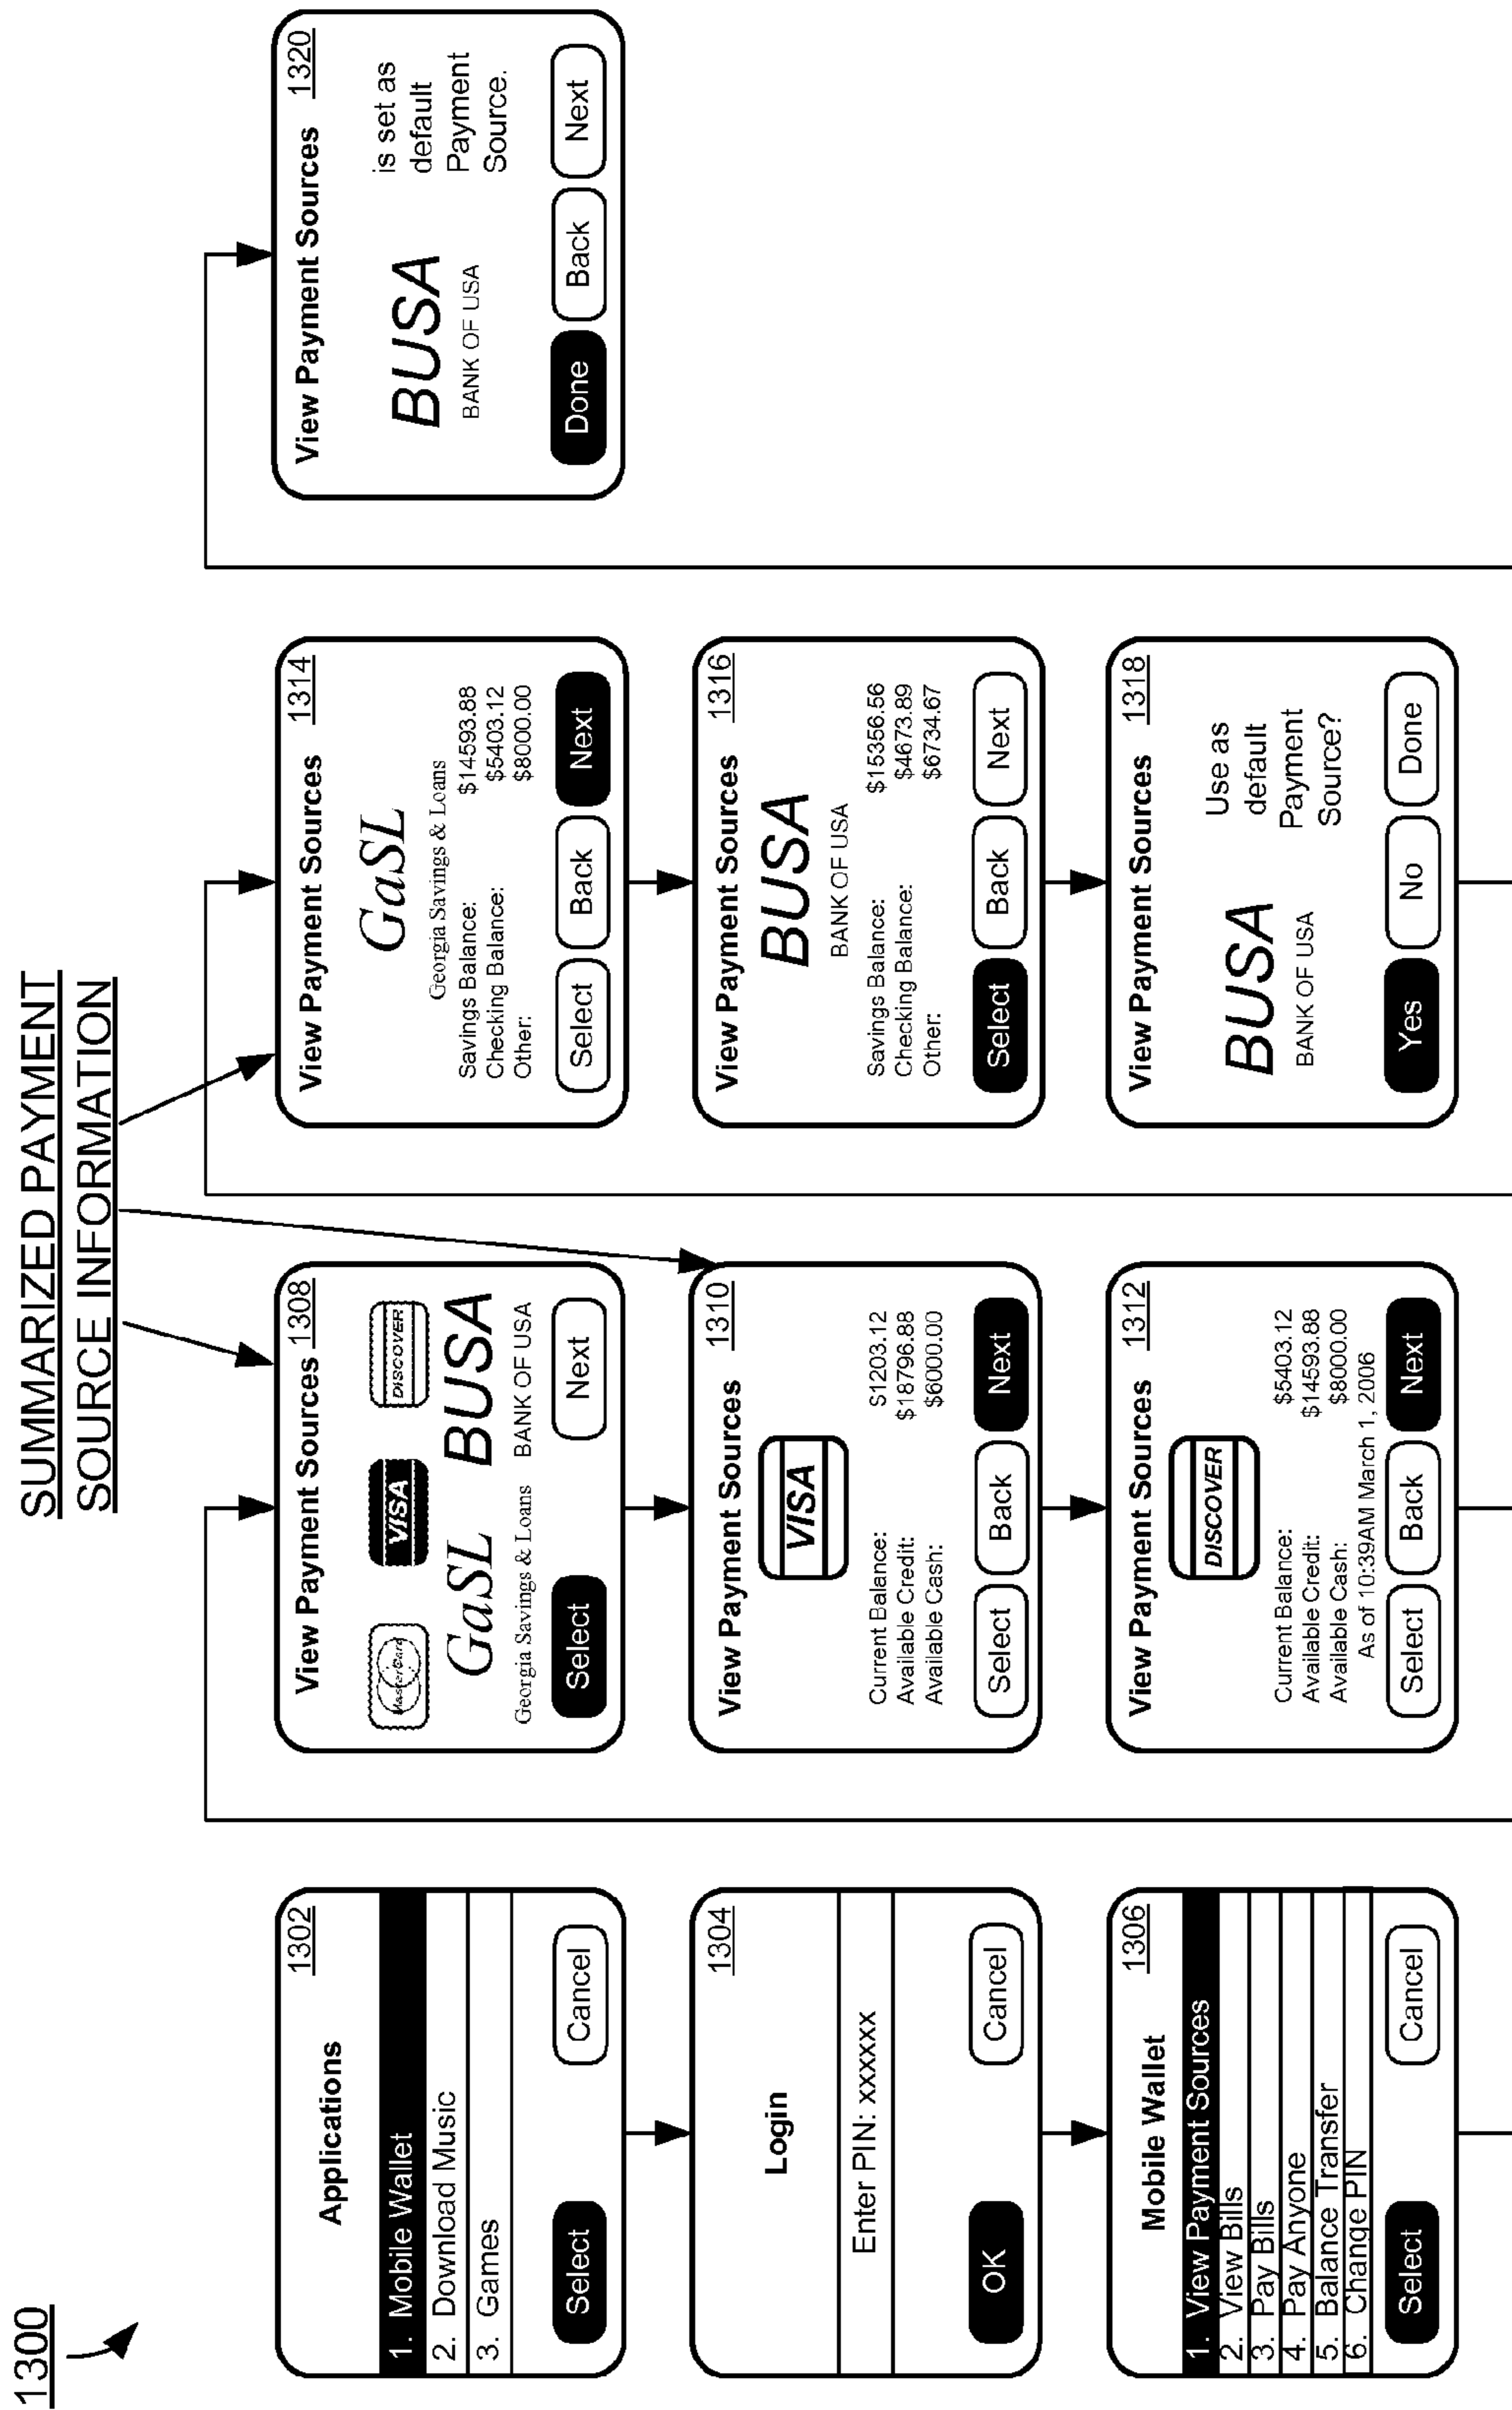 1300
SUMMARIZED PAYMENT
SOURCE INFORMATION
Applications
1302
1. Mobile Wallet
2. Download Music
3. Games
Select
Cancel
Login
1304
Enter PIN: xxxxxx
OK
Cancel
Mobile Wallet
1306
1. View Payment Sources
2. View Bills
3. Pay Bills
4. Pay Anyone
5. Balance Transfer
6. Change PIN
Select
Cancel
View Payment Sources 1308
MasterCard
VISA
DISCOVER
GaSL
BUSA
Georgia Savings & Loans
BANK OF USA
Select
Next
View Payment Sources
1310
VISA
Current Balance: S1203.12
Available Credit: $18796.88
Available Cash: $6000.00
Select
Back
Next
View Payment Sources
1312
DISCOVER
Current Balance: $5403.12
Available Credit: $14593.88
Available Cash: $8000.00
As of 10:39AM March 1, 2006
Select
Back
Next
View Payment Sources
1314
GaSL
Georgia Savings & Loans
Savings Balance: $14593.88
Checking Balance: $5403.12
Other: $8000.00
Select
Back
Next
View Payment Sources
1316
BUSA
BANK OF USA
Savings Balance: $15356.56
Checking Balance: $4673.89
Other: $6734.67
Select
Back
Next
View Payment Sources
1318
BUSA
BANK OF USA
Use as
default
Payment
Source?
Yes
No
Done
View Payment Sources
1320
BUSA
BANK OF USA
is set as
default
Payment
Source.
Done
Back
Next